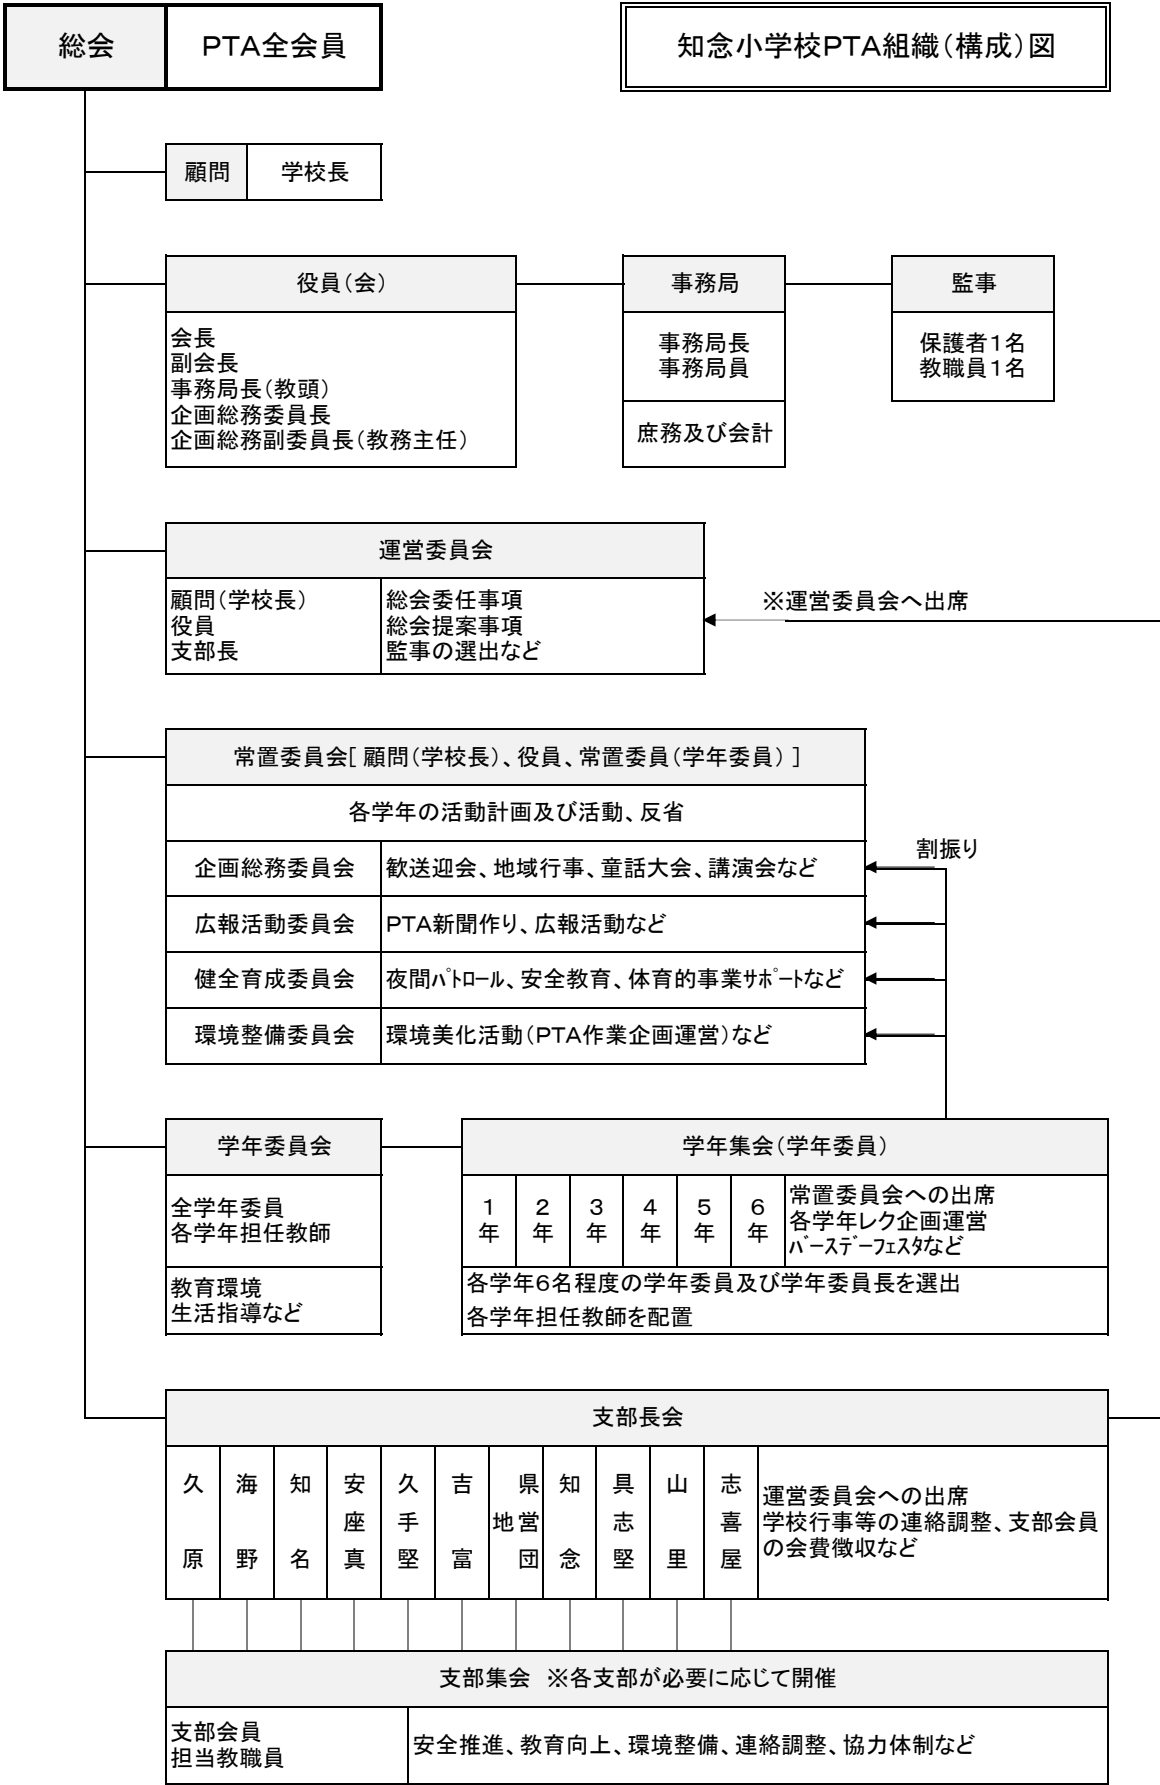 総会
PTA全会員
知念小学校PTA組織（構成）図
顧問
学校長
役員（会）
会長
副会長
事務局長（教頭）
企画総務委員長
企画総務副委員長（教務主任）
事務局
事務局長
事務局員
庶務及び会計
監事
保護者１名
教職員１名
運営委員会
顧問（学校長）
役員
支部長
総会委任事項
総会提案事項
監事の選出など
※運営委員会へ出席
常置委員会［ 顧問（学校長）、役員、常置委員（学年委員） ］
各学年の活動計画及び活動、反省
割振り
企画総務委員会
歓送迎会、地域行事、童話大会、講演会など
広報活動委員会
PTA新聞作り、広報活動など
健全育成委員会
夜間ﾊﾟﾄﾛｰﾙ、安全教育、体育的事業ｻﾎﾟｰﾄなど
環境整備委員会
環境美化活動（PTA作業企画運営）など
学年委員会
全学年委員
各学年担任教師
教育環境
生活指導など
学年集会（学年委員）
１年
２年
３年
４年
５年
６年
常置委員会への出席
各学年レク企画運営
ﾊﾞｰｽﾃﾞｰﾌｪｽﾀなど
各学年６名程度の学年委員及び学年委員長を選出
各学年担任教師を配置
支部長会
久原
海野
知名
安座真
久手堅
吉富
県営団地
知念
具志堅
山里
志喜屋
運営委員会への出席
学校行事等の連絡調整、支部会員
の会費徴収など
支部集会　※各支部が必要に応じて開催
支部会員
担当教職員
安全推進、教育向上、環境整備、連絡調整、協力体制など